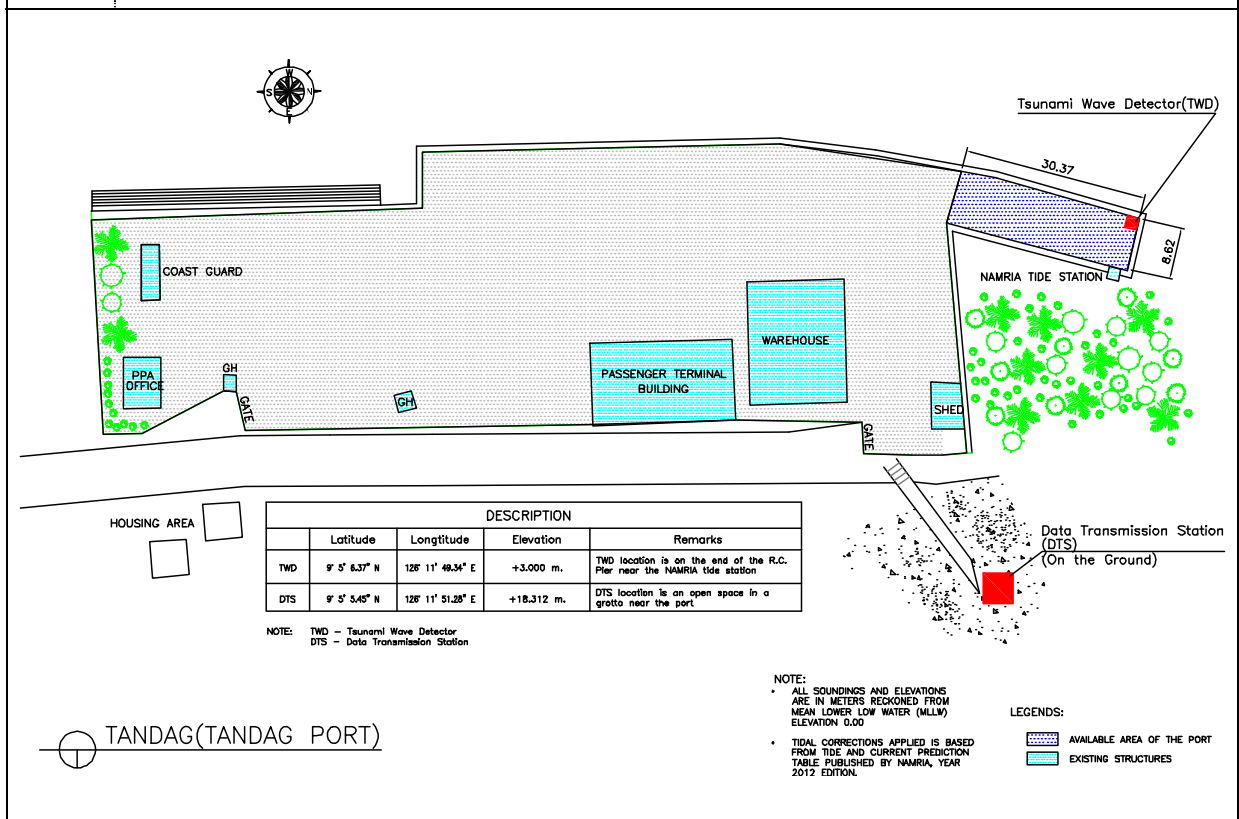 W
S N
E
Tsunami Wave Detector(TWD)
30.37
8.62
COAST GUARD
NAMRIA TIDE STATION
WAREHOUSE
GH
PPA
OFFICE
PASSENGER TERMINAL
BUILDING
GH
GATE
SHED
GATE
HOUSING AREA
DESCRIPTION
Latitude Longtitude Elevation Remarks
TWD 9° 5' 6.37" N 126° 11' 49.34" E +3.000 m. TWD location is on the end of the R.C.
Pier near the NAMRIA tide station
DTS 9° 5' 5.45" N 126° 11' 51.28" E +18.312 m. DTS location is an open space in a
grotto near the port
NOTE: TWD – Tsunami Wave Detector
DTS – Data Transmission Station
Data Transmission Station
(DTS)
(On the Ground)
NOTE:
• ALL SOUNDINGS AND ELEVATIONS
ARE IN METERS RECKONED FROM
MEAN LOWER LOW WATER (MLLW)
ELEVATION 0.00
• TIDAL CORRECTIONS APPLIED IS BASED
FROM TIDE AND CURRENT PREDICTION
TABLE PUBLISHED BY NAMRIA, YEAR
2012 EDITION.
LEGENDS:
AVAILABLE AREA OF THE PORT
EXISTING STRUCTURES
TANDAG(TANDAG PORT)